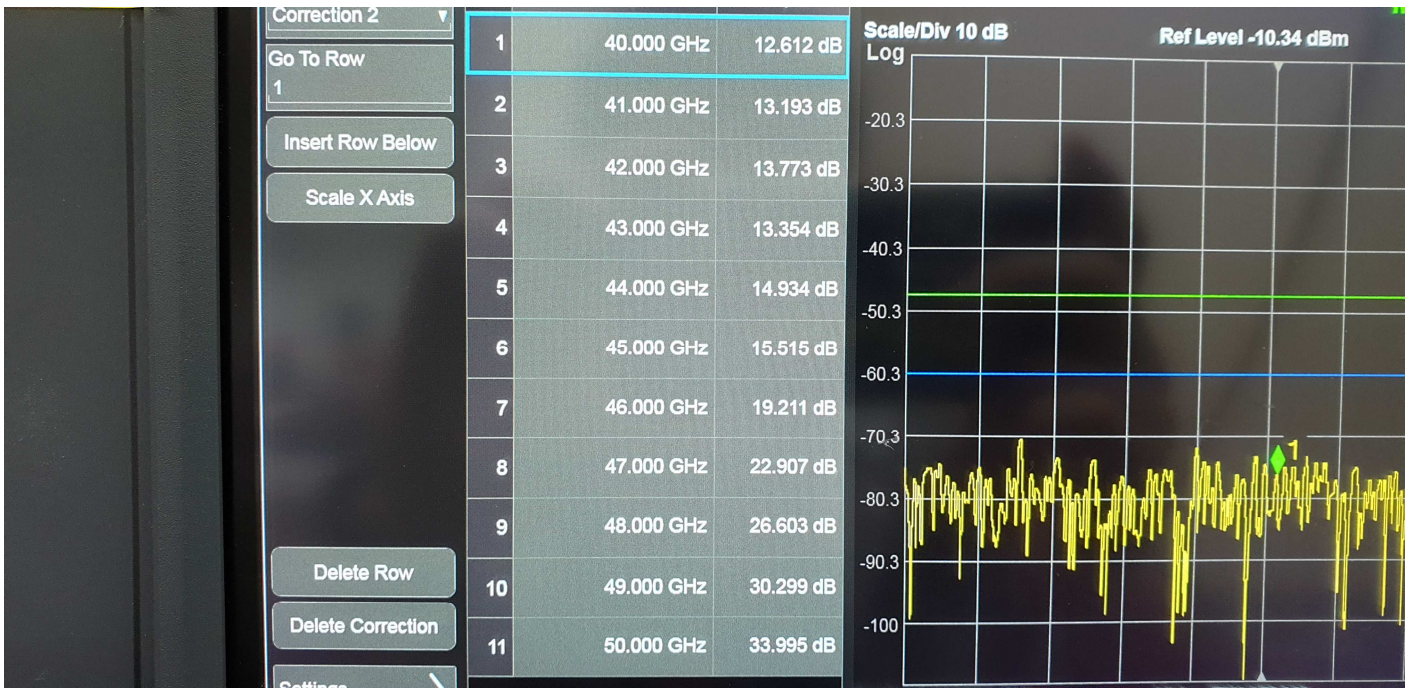 Correction 2
Go To Row
1
Insert Row Below
Scale X Axis
Delete Row
Delete Correction
Settings
1 40.000 GHz 12.612 dB
2 41.000 GHz 13.193 dB
3 42.000 GHz 13.773 dB
4 43.000 GHz 13.354 dB
5 44.000 GHz 14.934 dB
6 45.000 GHz 15.515 dB
7 46.000 GHz 19.211 dB
8 47.000 GHz 22.907 dB
9 48.000 GHz 26.603 dB
10 49.000 GHz 30.299 dB
11 50.000 GHz 33.995 dB
Scale/Div 10 dB Ref Level -10.34 dBm
Log
-20.3
-30.3
-40.3
-50.3
-60.3
-70.3
1
-80.3
-90.3
-100